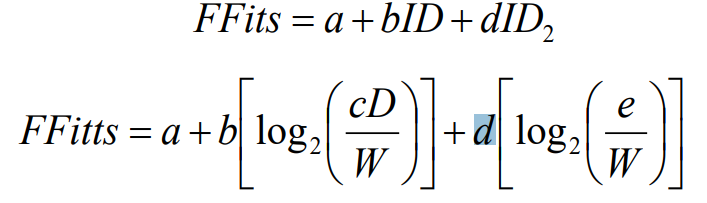 FFits = a + bID + dID₂
FFitts = a + b[log₂(cD/W)] + d[log₂(e/W)]